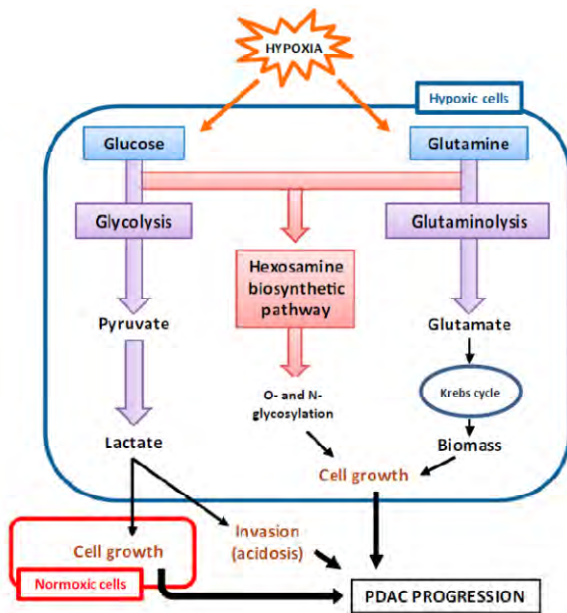 HYPOXIA
Hypoxic cells
Glucose
Glutamine
Glycolysis
Glutaminolysis
Hexosamine
biosynthetic
pathway
Pyruvate
Glutamate
O- and N-
glycosylation
Krebs cycle
Lactate
Biomass
Cell growth
Invasion
(acidosis)
Cell growth
Normoxic cells
PDAC PROGRESSION